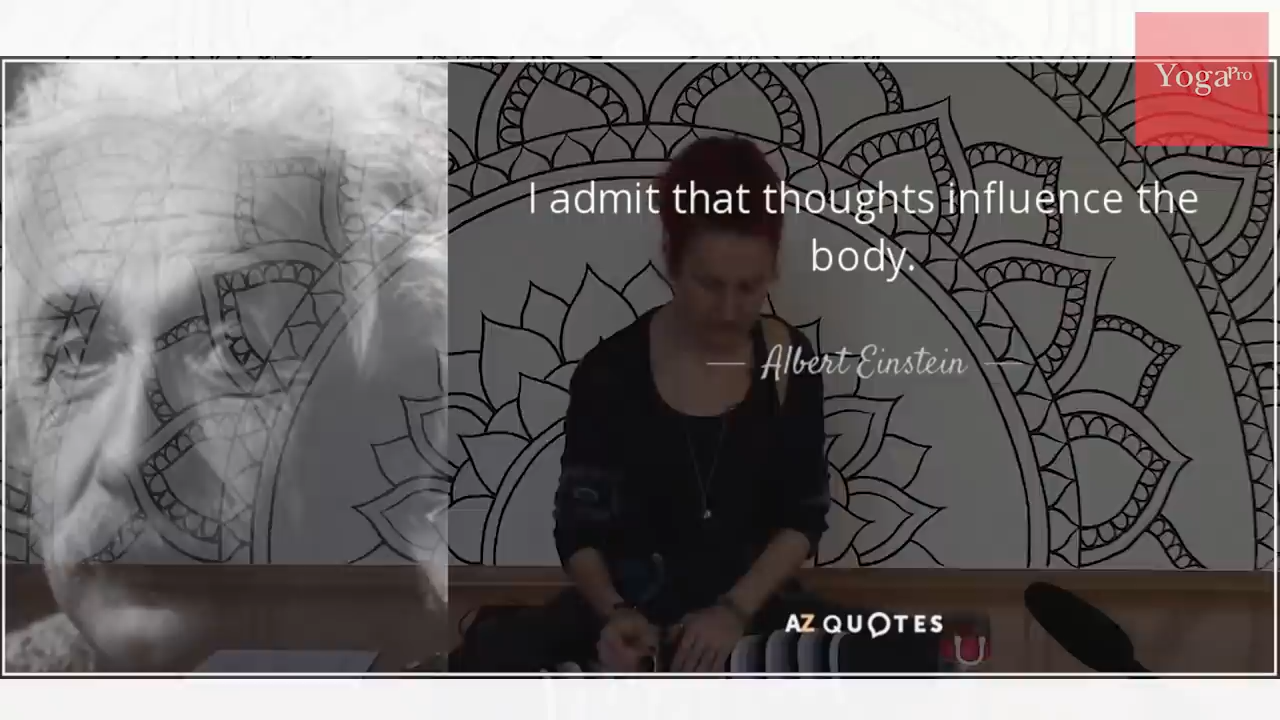 YogaPro
I admit that thoughts influence the
body.
— Albert Einstein —
AZ QUOTES